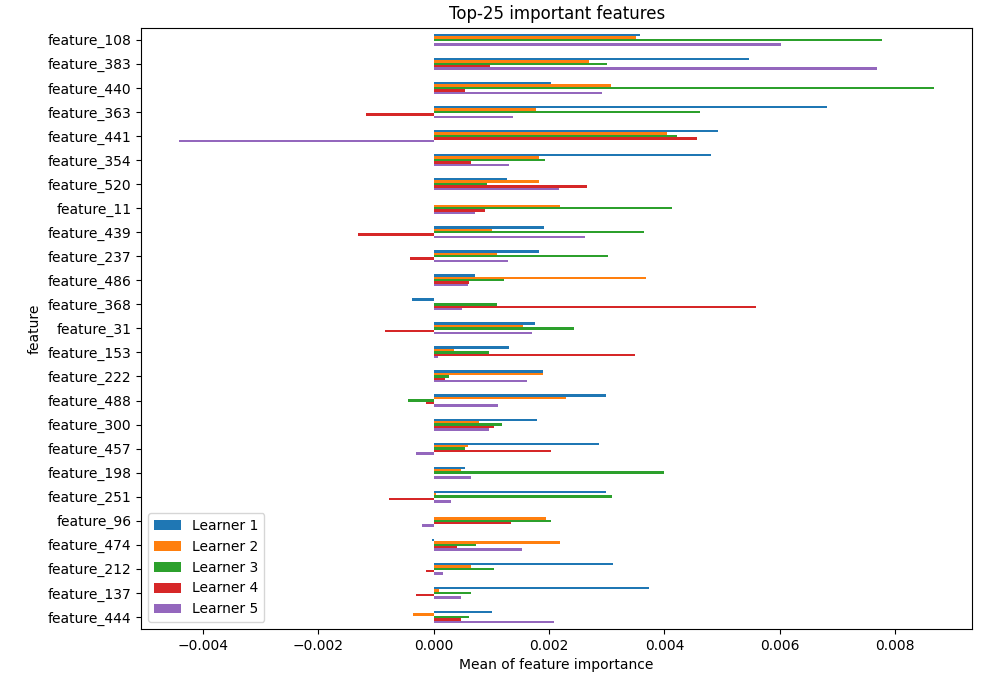 Top-25 important features
feature_108
feature_383
feature_440
feature_363
feature_441
feature_354
feature_520
feature_11
feature_439
feature_237
feature_486
feature_368
feature_31
feature_153
feature_222
feature_488
feature_300
feature_457
feature_198
feature_251
feature_96
feature_474
feature_212
feature_137
feature_444
feature
Learner 1
Learner 2
Learner 3
Learner 4
Learner 5
−0.004 −0.002 0.000 0.002 0.004 0.006 0.008
Mean of feature importance